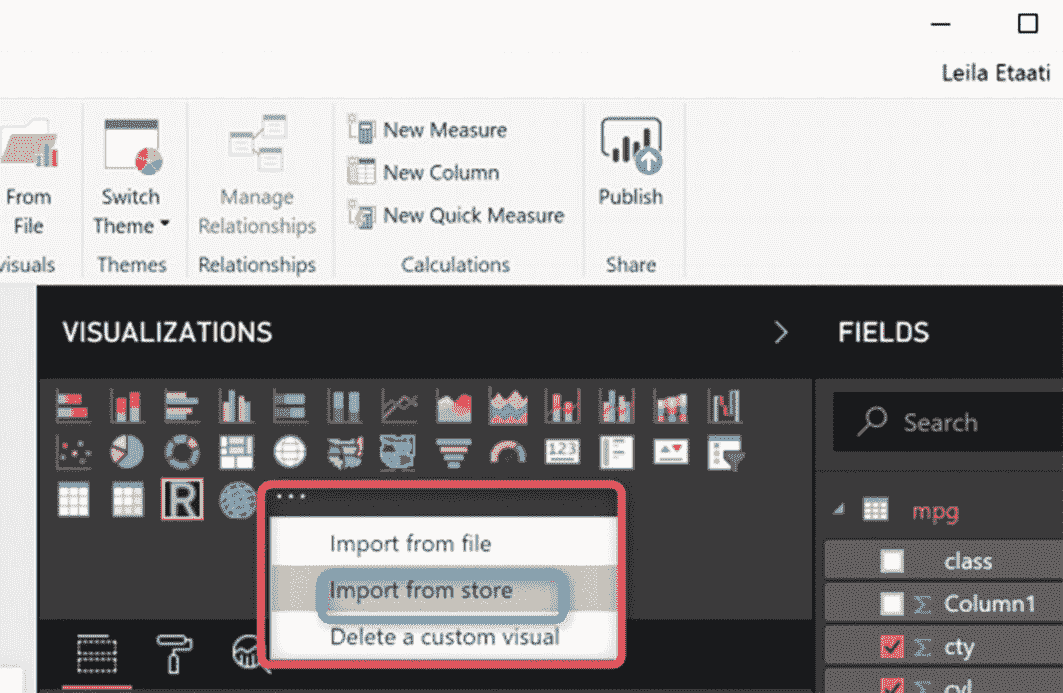 Leila Etaati
From
File
visuals
Switch
Theme
Themes
Manage
Relationships
Relationships
New Measure
New Column
New Quick Measure
Calculations
Publish
Share
VISUALIZATIONS
FIELDS
Search
123
R
mpg
Import from file
Import from store
Delete a custom visual
class
Column1
Σ cty